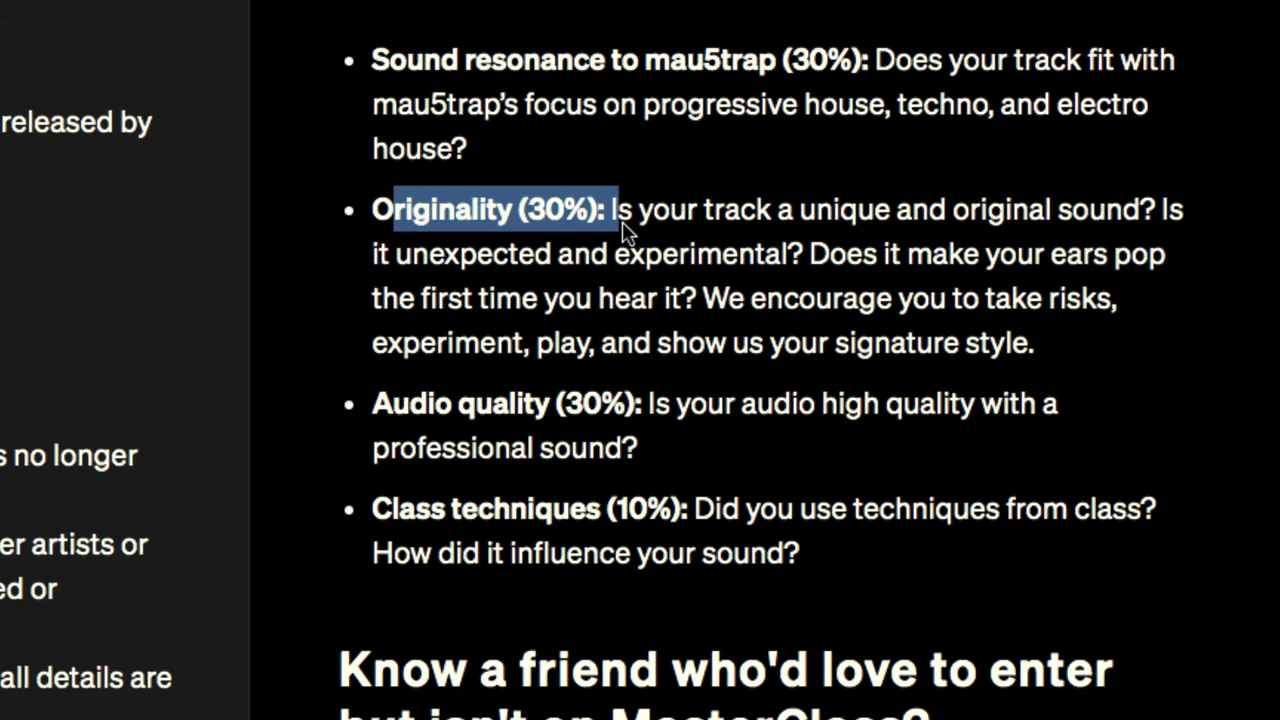 released by
s no longer
er artists or
ed or
all details are
• Sound resonance to mau5trap (30%): Does your track fit with
mau5trap's focus on progressive house, techno, and electro
house?
• Originality (30%): Is your track a unique and original sound? Is
it unexpected and experimental? Does it make your ears pop
the first time you hear it? We encourage you to take risks,
experiment, play, and show us your signature style.
• Audio quality (30%): Is your audio high quality with a
professional sound?
• Class techniques (10%): Did you use techniques from class?
How did it influence your sound?
Know a friend who'd love to enter
but isn't on MasterClass?